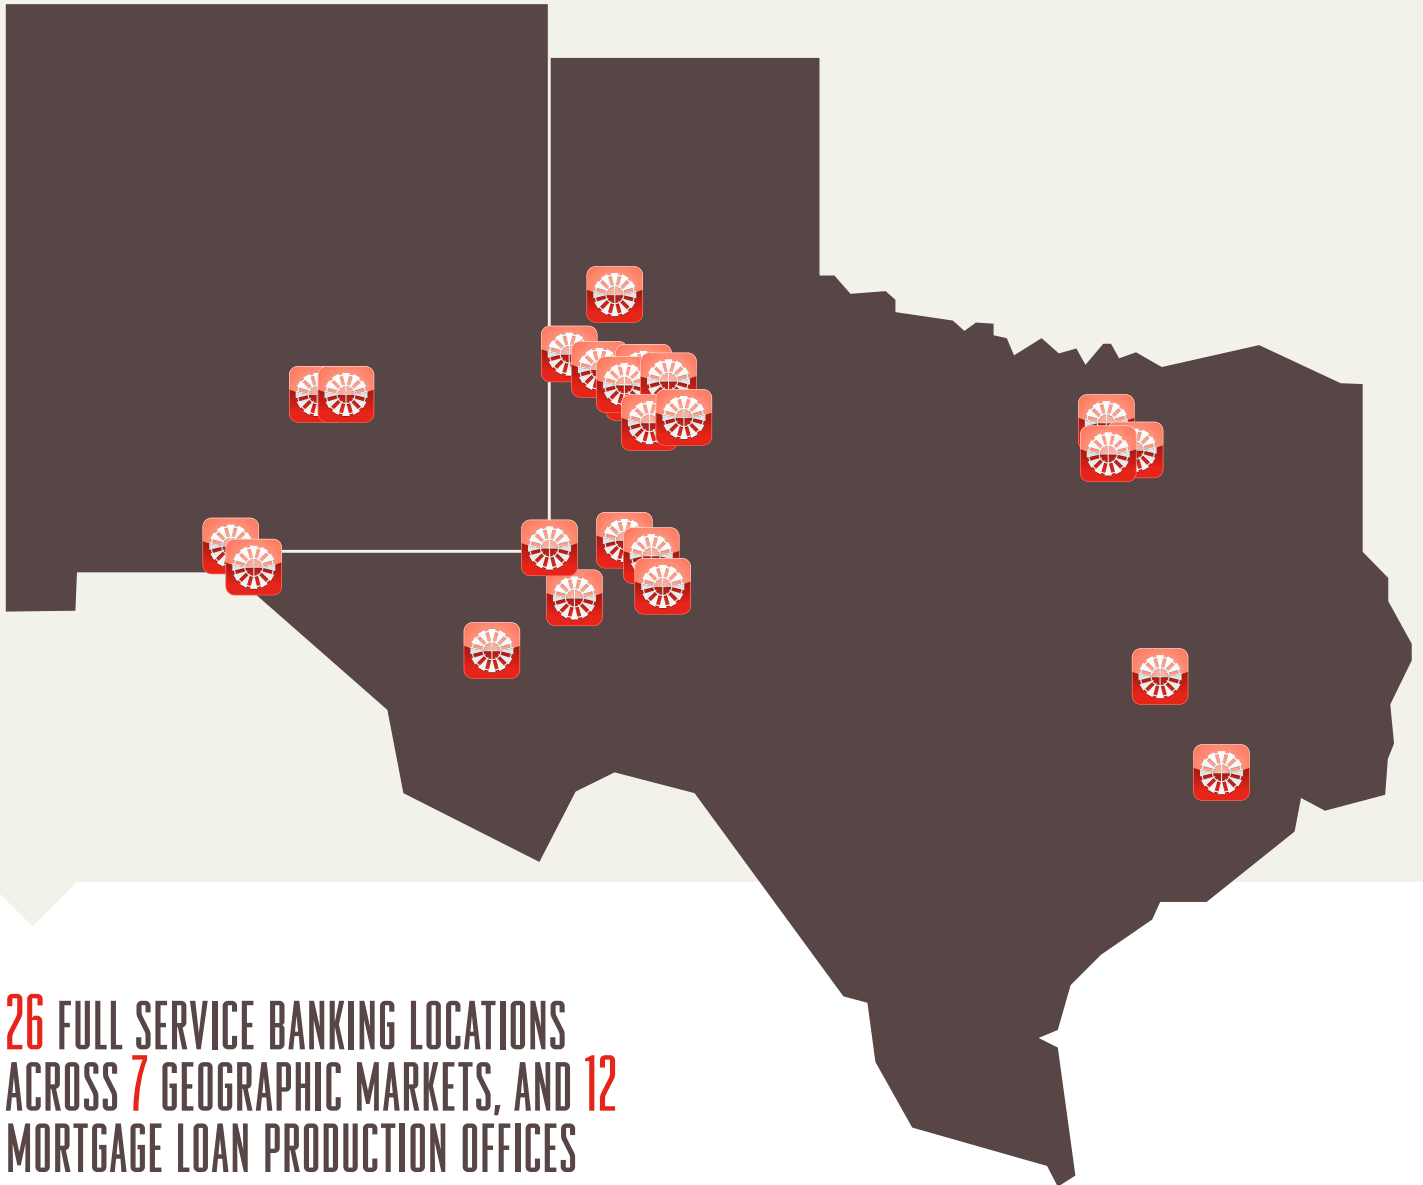 26 FULL SERVICE BANKING LOCATIONS
ACROSS 7 GEOGRAPHIC MARKETS, AND 12
MORTGAGE LOAN PRODUCTION OFFICES